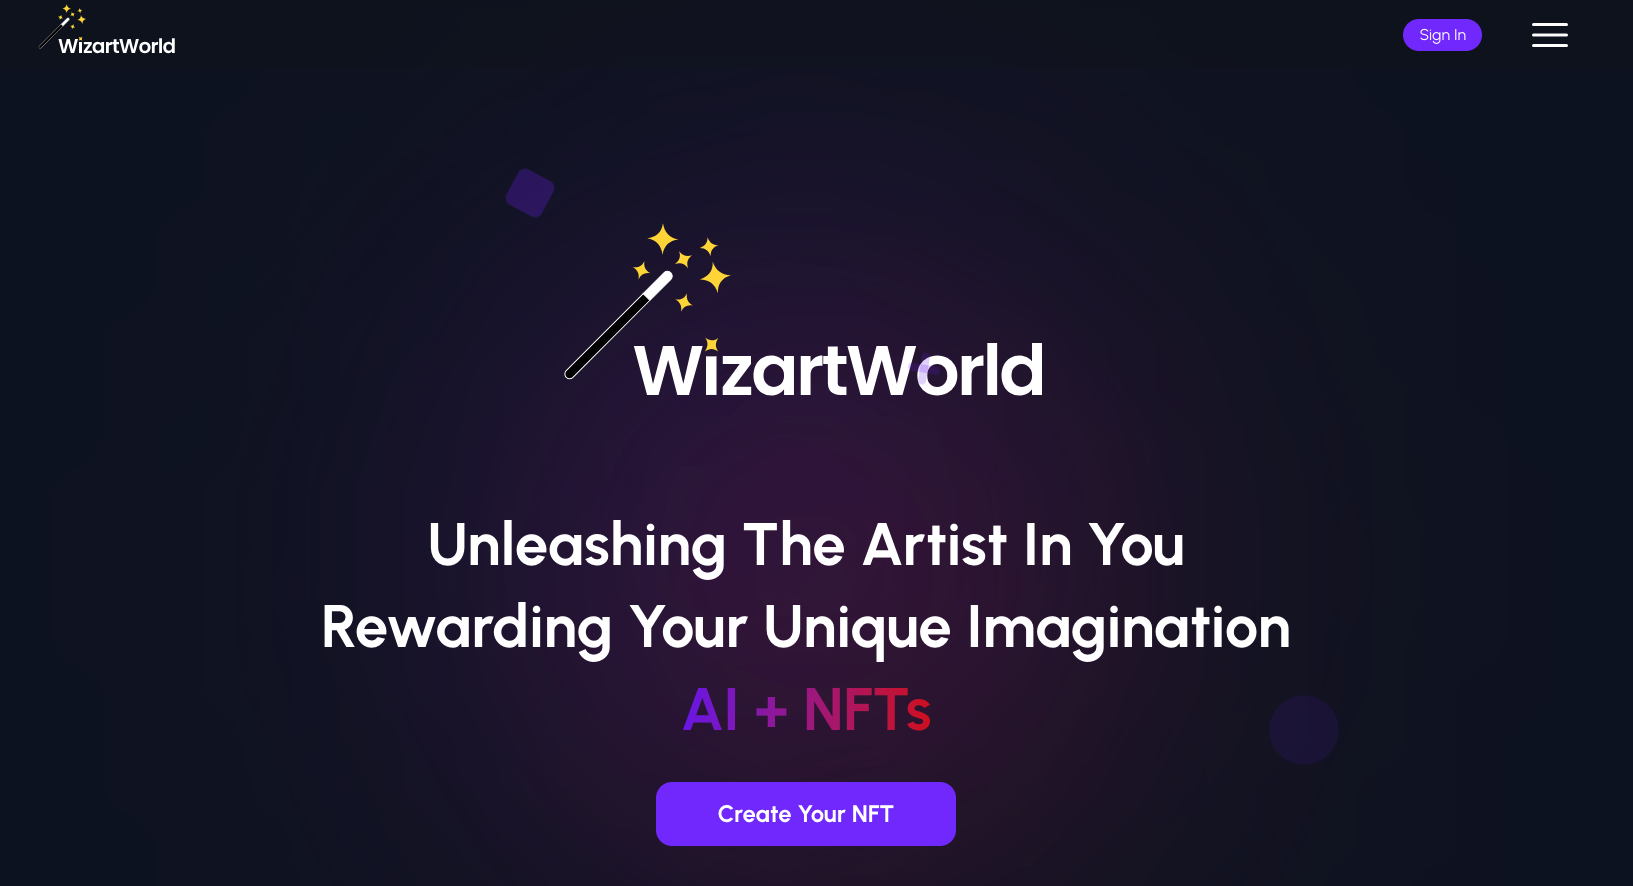 WizartWorld
Sign In
WizartWorld
Unleashing The Artist In You
Rewarding Your Unique Imagination
AI + NFTs
Create Your NFT